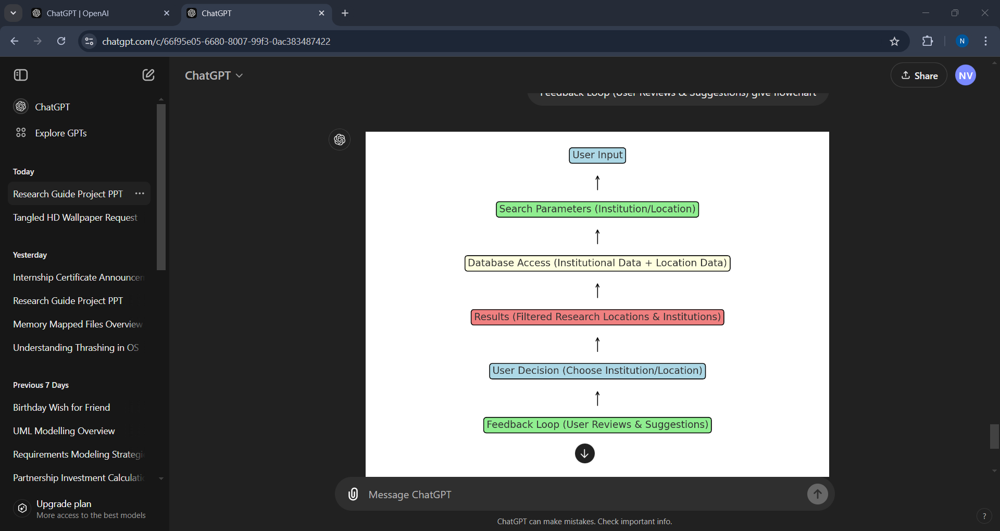 ChatGPT | OpenAI
ChatGPT
chatgpt.com/c/66f95e05-6680-8007-99f3-0ac383487422
N
ChatGPT
Share
NV
ChatGPT
Explore GPTs
Today
Research Guide Project PPT
Tangled HD Wallpaper Request
Yesterday
Internship Certificate Announcem
Research Guide Project PPT
Memory Mapped Files Overview
Understanding Thrashing in OS
Previous 7 Days
Birthday Wish for Friend
UML Modelling Overview
Requirements Modeling Strategi
Partnership Investment Calculatio
Upgrade plan
More access to the best models
Feedback Loop (User Reviews & Suggestions) give flowchart
User Input
Search Parameters (Institution/Location)
Database Access (Institutional Data + Location Data)
Results (Filtered Research Locations & Institutions)
User Decision (Choose Institution/Location)
Feedback Loop (User Reviews & Suggestions)
Message ChatGPT
ChatGPT can make mistakes. Check important info.
?